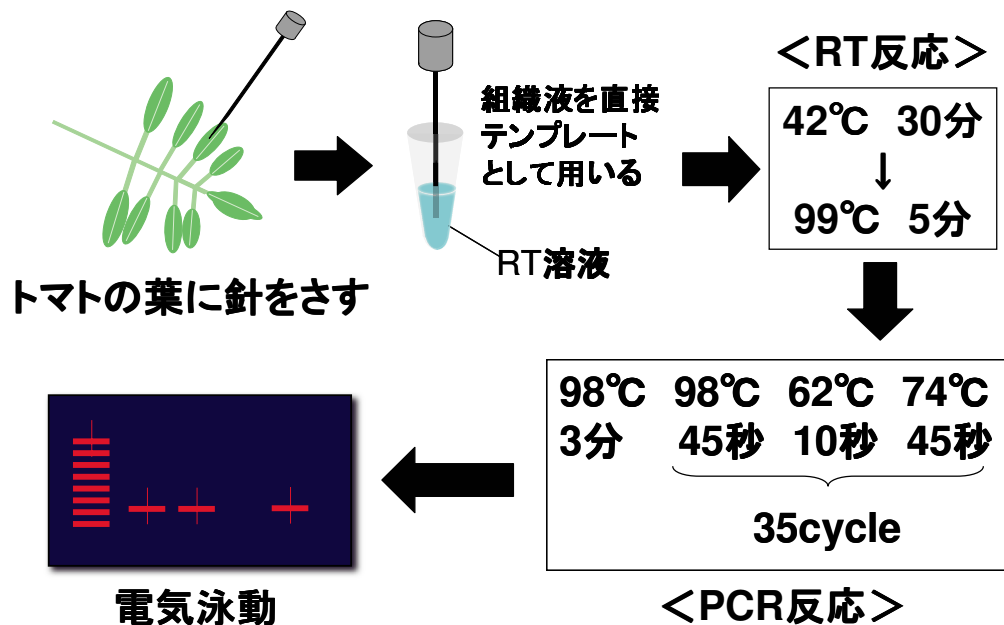 トマトの葉に針をさす
組織液を直接
テンプレート
として用いる
RT溶液
＜RT反応＞
42℃ 30分
↓
99℃ 5分
98℃ 98℃ 62℃ 74℃
3分 45秒 10秒 45秒
35cycle
＜PCR反応＞
電気泳動